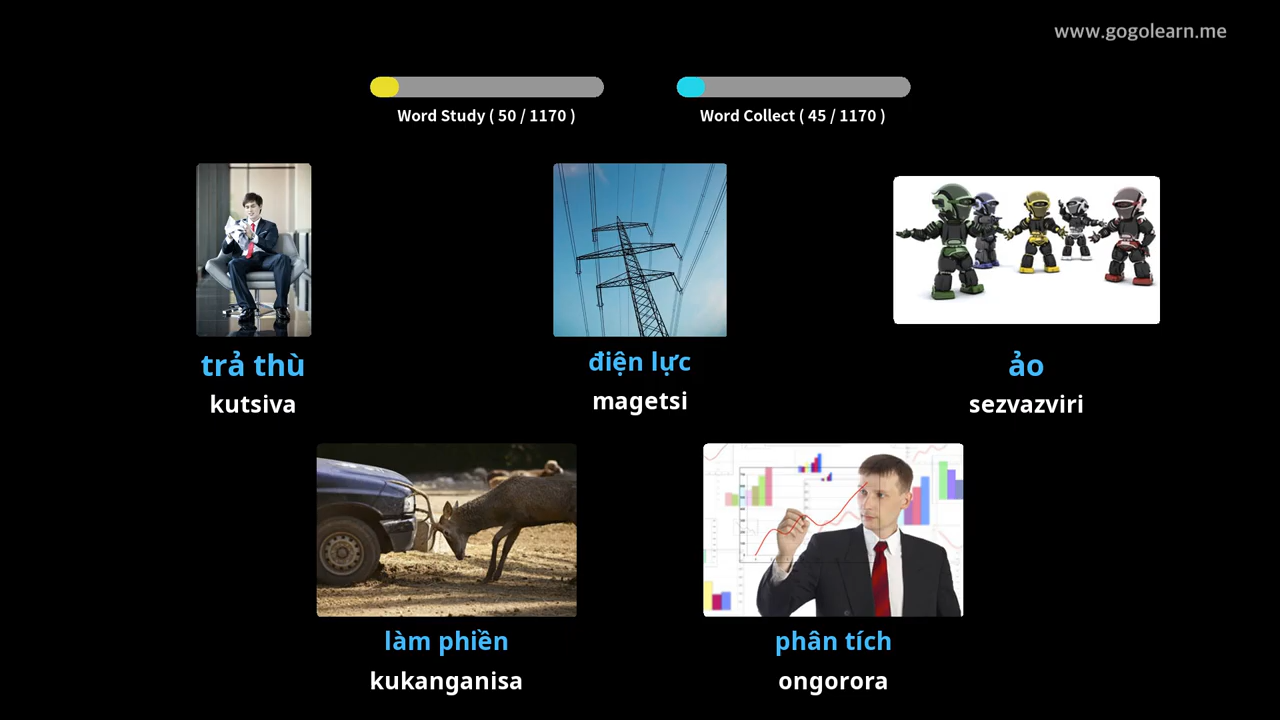 www.gogolearn.me
Word Study ( 50 / 1170 )
Word Collect ( 45 / 1170 )
trả thù
kutsiva
điện lực
magetsi
ảo
sezvazviri
làm phiền
kukanganisa
phân tích
ongorora